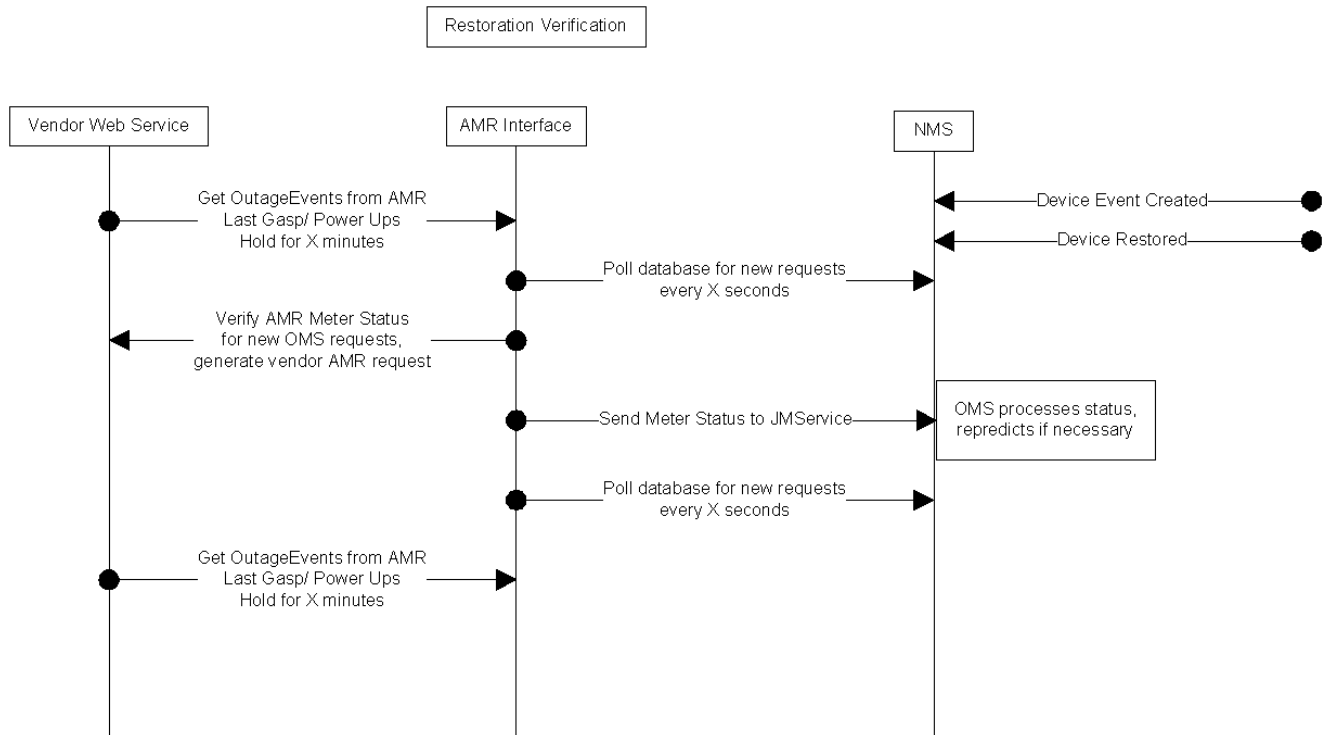 Restoration Verification
Vendor Web Service
AMR Interface
NMS
Get OutageEvents from AMR
Last Gasp/ Power Ups
Hold for X minutes
Device Event Created
Device Restored
Poll database for new requests
every X seconds
Verify AMR Meter Status
for new OMS requests,
generate vendor AMR request
Send Meter Status to JMService
OMS processes status,
repredicts if necessary
Poll database for new requests
every X seconds
Get OutageEvents from AMR
Last Gasp/ Power Ups
Hold for X minutes